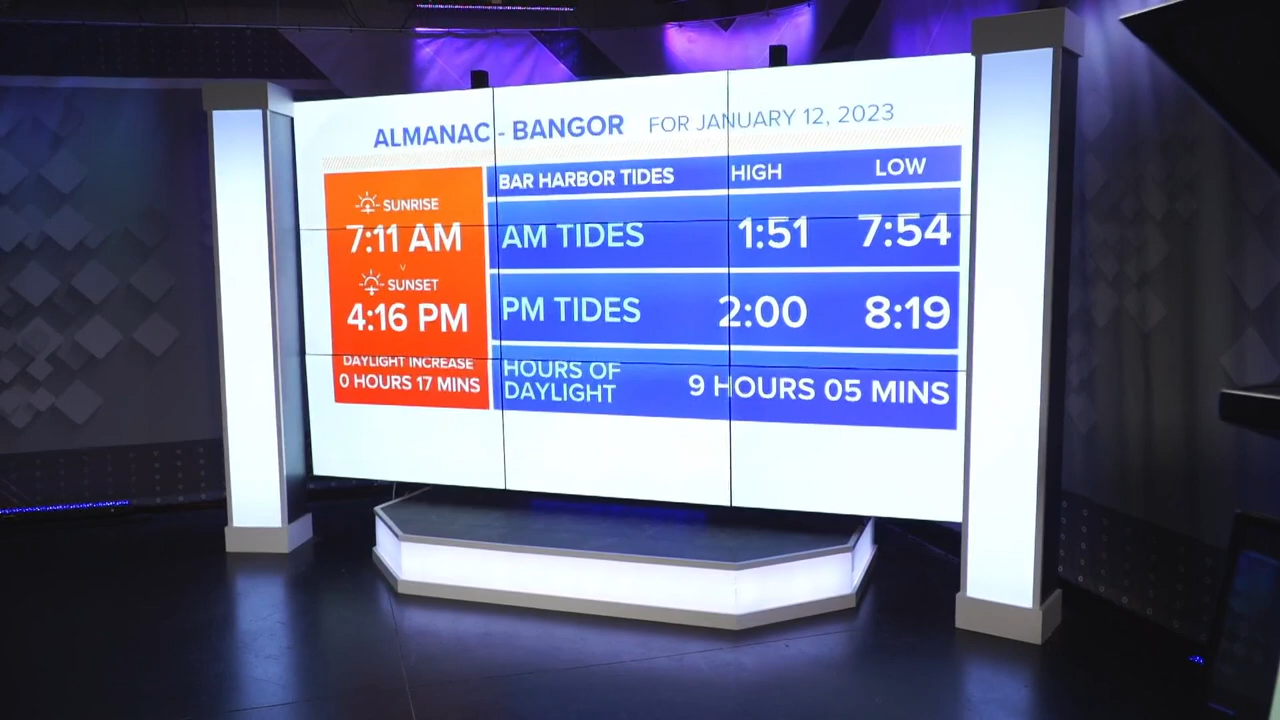 ALMANAC - BANGOR FOR JANUARY 12, 2023
SUNRISE
7:11 AM
SUNSET
4:16 PM
DAYLIGHT INCREASE
0 HOURS 17 MINS
BAR HARBOR TIDES HIGH LOW
AM TIDES 1:51 7:54
PM TIDES 2:00 8:19
HOURS OF
DAYLIGHT 9 HOURS 05 MINS